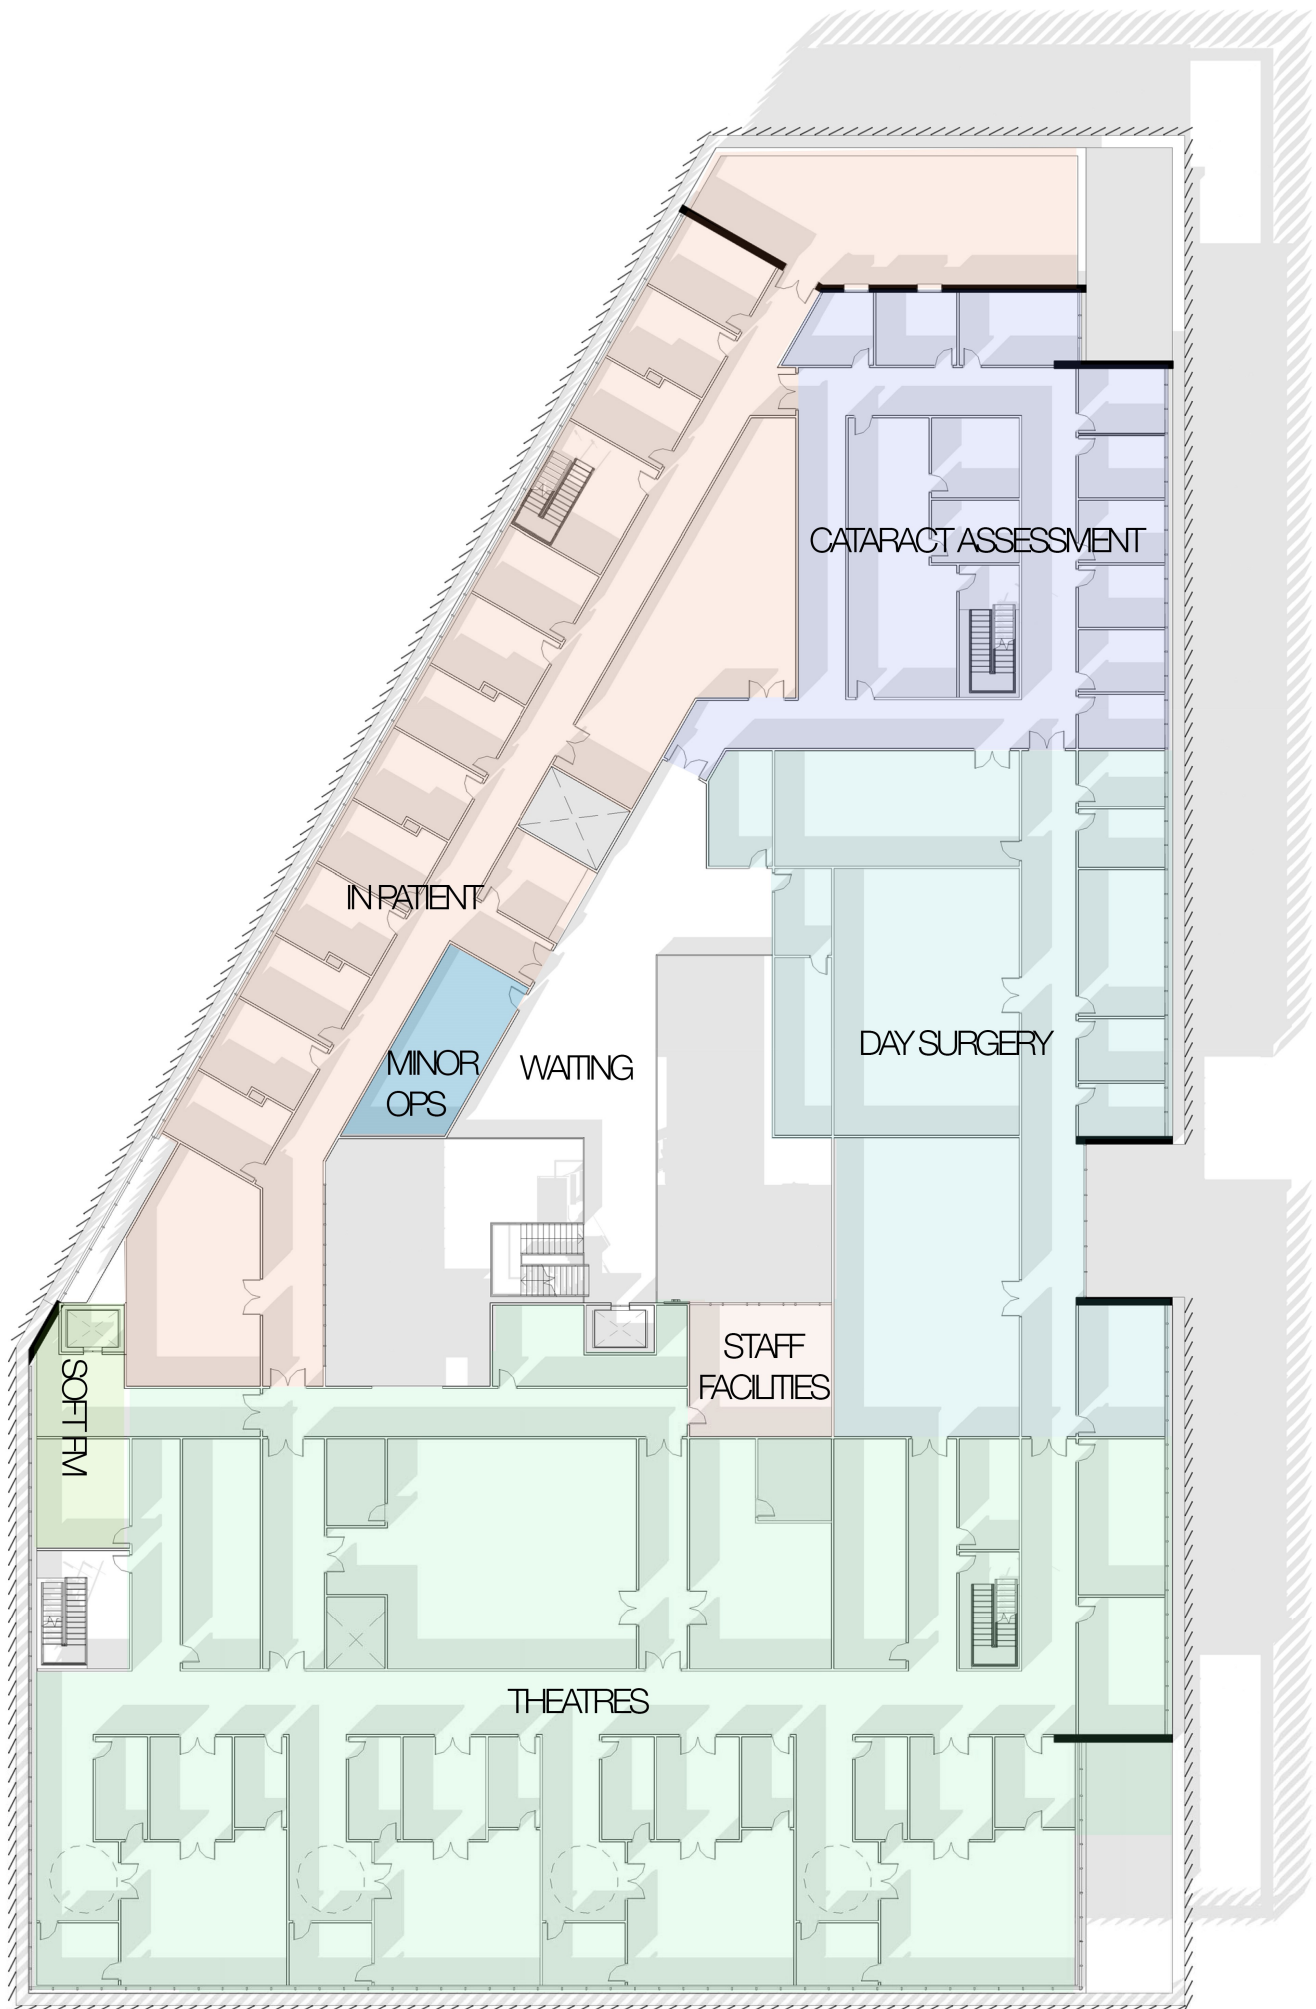 CATARACT ASSESSMENT
IN PATIENT
DAY SURGERY
MINOR
OPS
WAITING
STAFF
FACILITIES
SOFT FM
THEATRES